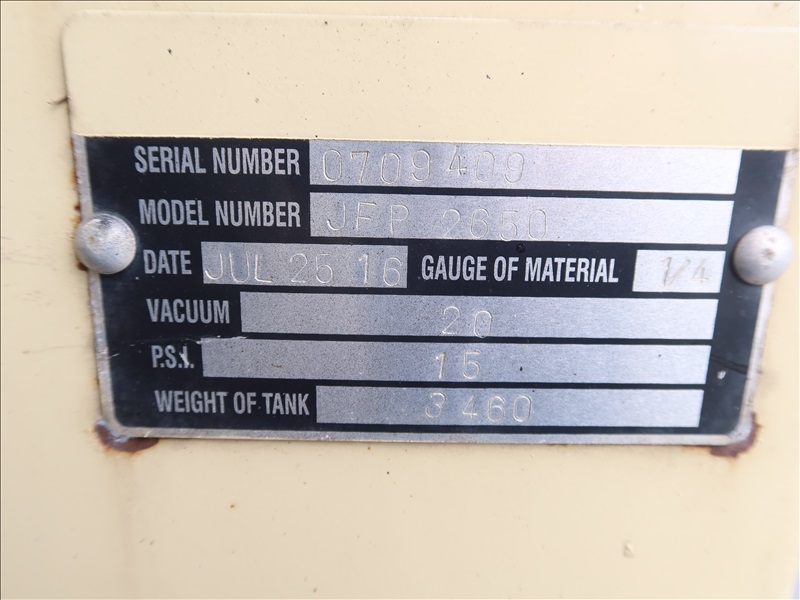 SERIAL NUMBER 0709409
MODEL NUMBER JFP 2650
DATE JUL 25 16 GAUGE OF MATERIAL 1/4
VACUUM 20
P.S.I. 15
WEIGHT OF TANK 3460